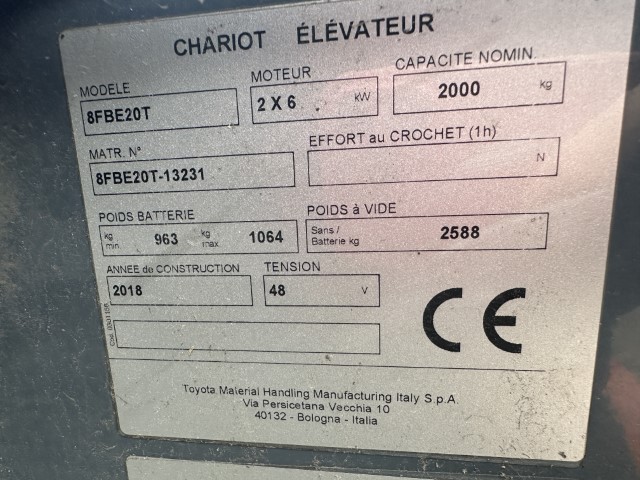 CHARIOT ÉLÉVATEUR
MODELE MOTEUR CAPACITE NOMIN.
8FBE20T 2 X 6 kW 2000 kg
MATR. N° EFFORT au CROCHET (1h)
8FBE20T-13231 N
POIDS BATTERIE POIDS à VIDE
kg min. 963 kg max 1064 Sans / Batterie kg 2588
ANNEE de CONSTRUCTION TENSION
2018 48 V
CE
Toyota Material Handling Manufacturing Italy S.p.A.
Via Persicetana Vecchia 10
40132 - Bologna - Italia